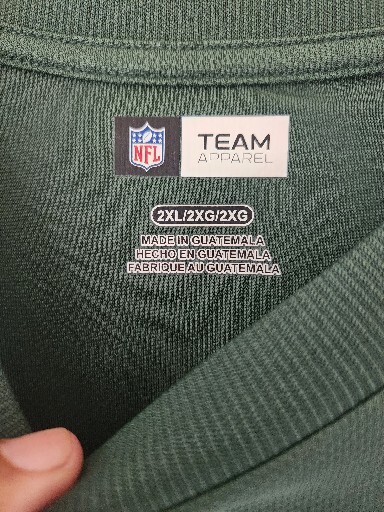 NFL
TEAM
APPAREL
2XL/2XG/2XG
MADE IN GUATEMALA
HECHO EN GUATEMALA
FABRIQUE AU GUATEMALA